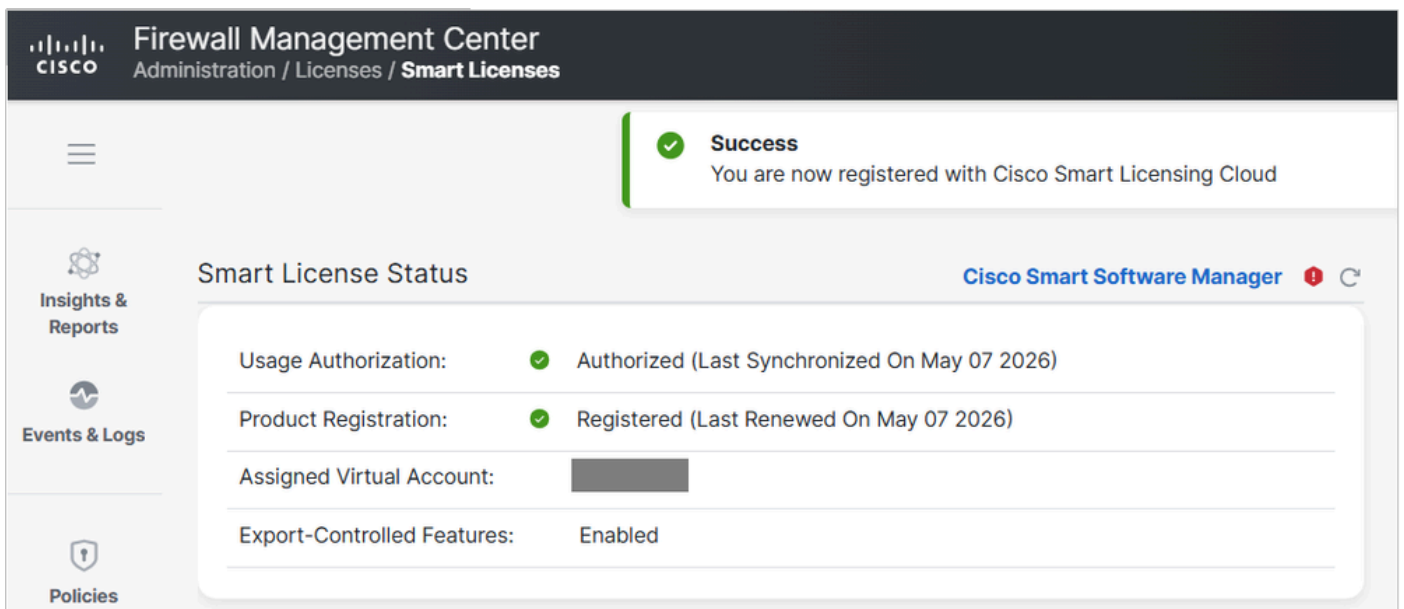 CISCO
Firewall Management Center
Administration / Licenses / Smart Licenses
Success
You are now registered with Cisco Smart Licensing Cloud
Insights &
Reports
Events & Logs
Policies
Smart License Status
Cisco Smart Software Manager
Usage Authorization: Authorized (Last Synchronized On May 07 2026)
Product Registration: Registered (Last Renewed On May 07 2026)
Assigned Virtual Account:
Export-Controlled Features: Enabled